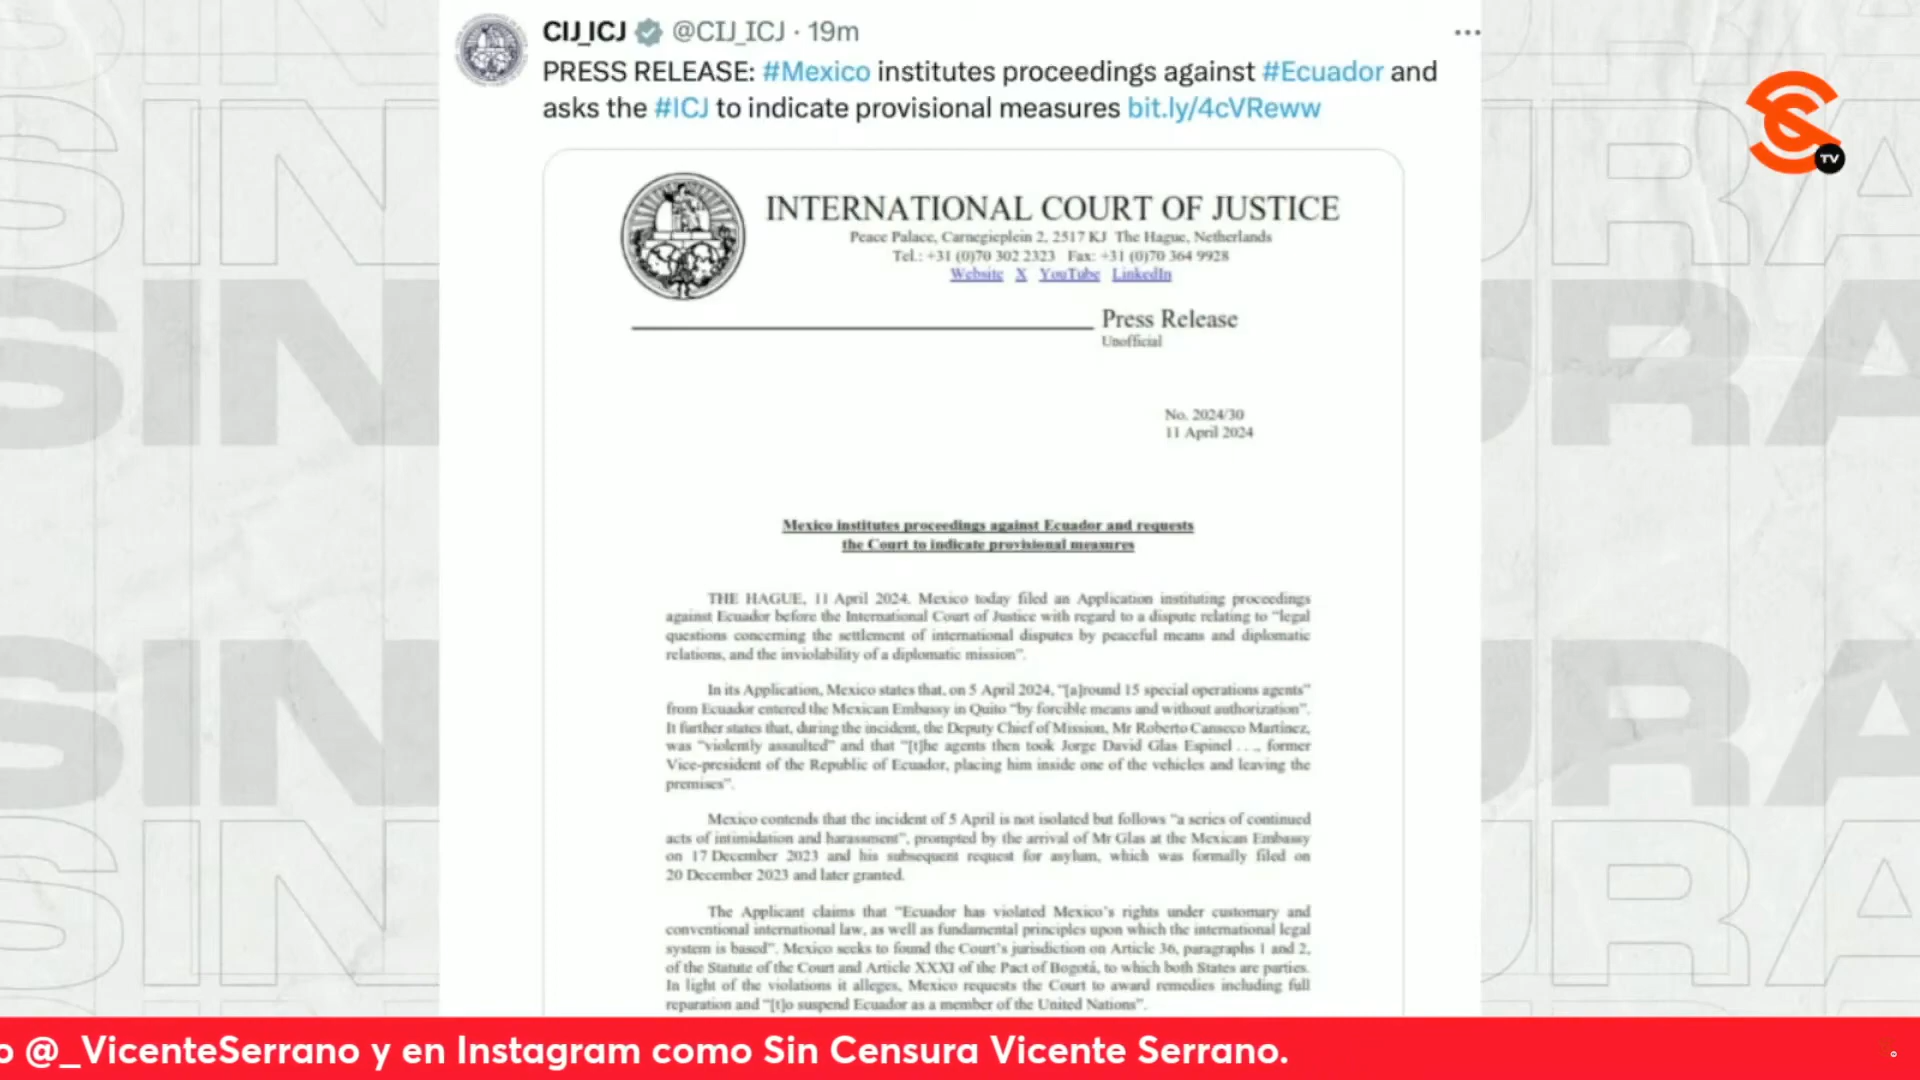 CIJ_ICJ @CIJ_ICJ · 19m
PRESS RELEASE: #Mexico institutes proceedings against #Ecuador and
asks the #ICJ to indicate provisional measures bit.ly/4cVReww
TV
INTERNATIONAL COURT OF JUSTICE
Peace Palace, Carnegieplein 2, 2517 KJ The Hague, Netherlands
Tel.: +31 (0)70 302 2323 Fax: +31 (0)70 364 9928
Website X YouTube LinkedIn
Press Release
Unofficial
No. 2024/30
11 April 2024
Mexico institutes proceedings against Ecuador and requests
the Court to indicate provisional measures
THE HAGUE, 11 April 2024. Mexico today filed an Application instituting proceedings
against Ecuador before the International Court of Justice with regard to a dispute relating to “legal
questions concerning the settlement of international disputes by peaceful means and diplomatic
relations, and the inviolability of a diplomatic mission”.
In its Application, Mexico states that, on 5 April 2024, “[a]round 15 special operations agents”
from Ecuador entered the Mexican Embassy in Quito “by forcible means and without authorization”.
It further states that, during the incident, the Deputy Chief of Mission, Mr Roberto Canseco Martínez,
was “violently assaulted” and that “[t]he agents then took Jorge David Glas Espinel . . ., former
Vice-president of the Republic of Ecuador, placing him inside one of the vehicles and leaving the
premises”.
Mexico contends that the incident of 5 April is not isolated but follows “a series of continued
acts of intimidation and harassment”, prompted by the arrival of Mr Glas at the Mexican Embassy
on 17 December 2023 and his subsequent request for asylum, which was formally filed on
20 December 2023 and later granted.
The Applicant claims that “Ecuador has violated Mexico’s rights under customary and
conventional international law, as well as fundamental principles upon which the international legal
system is based”. Mexico seeks to found the Court’s jurisdiction on Article 36, paragraphs 1 and 2,
of the Statute of the Court and Article XXXI of the Pact of Bogotá, to which both States are parties.
In light of the violations it alleges, Mexico requests the Court to award remedies including full
reparation and “[t]o suspend Ecuador as a member of the United Nations”.
SIN
SIN
SIN
SIN
URA
URA
URA
URA
o @_VicenteSerrano y en Instagram como Sin Censura Vicente Serrano.